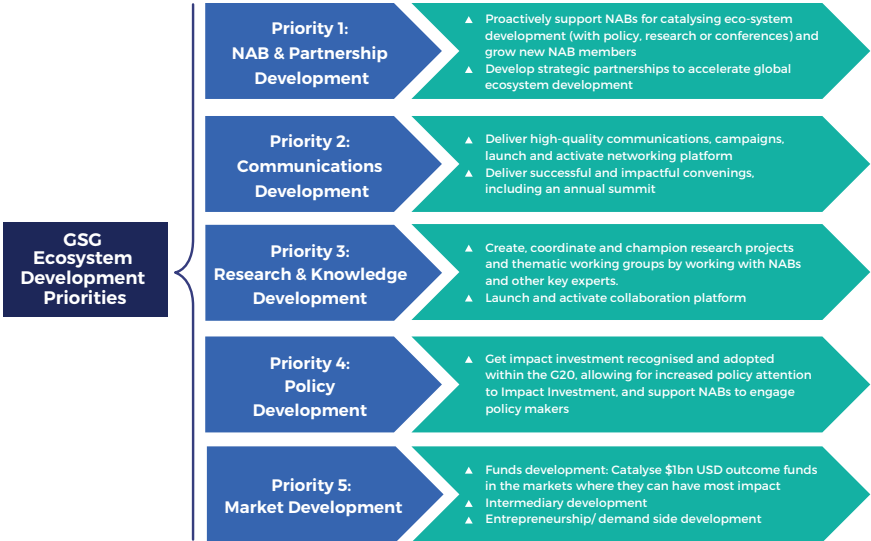 GSG
Ecosystem
Development
Priorities
Priority 1:
NAB & Partnership
Development
▲ Proactively support NABs for catalysing eco-system
development (with policy, research or conferences) and
grow new NAB members
▲ Develop strategic partnerships to accelerate global
ecosystem development
Priority 2:
Communications
Development
▲ Deliver high-quality communications, campaigns,
launch and activate networking platform
▲ Deliver successful and impactful convenings,
including an annual summit
Priority 3:
Research & Knowledge
Development
▲ Create, coordinate and champion research projects
and thematic working groups by working with NABs
and other key experts.
▲ Launch and activate collaboration platform
Priority 4:
Policy
Development
▲ Get impact investment recognised and adopted
within the G20, allowing for increased policy attention
to Impact Investment, and support NABs to engage
policy makers
Priority 5:
Market Development
▲ Funds development: Catalyse $1bn USD outcome funds
in the markets where they can have most impact
▲ Intermediary development
▲ Entrepreneurship/ demand side development